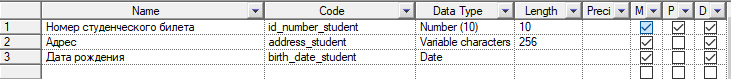 Name Code Data Type Length Preci M P D
1 Номер студенческого билета id_number_student Number (10) 10
2 Адрес address_student Variable characters 256
3 Дата рождения birth_date_student Date